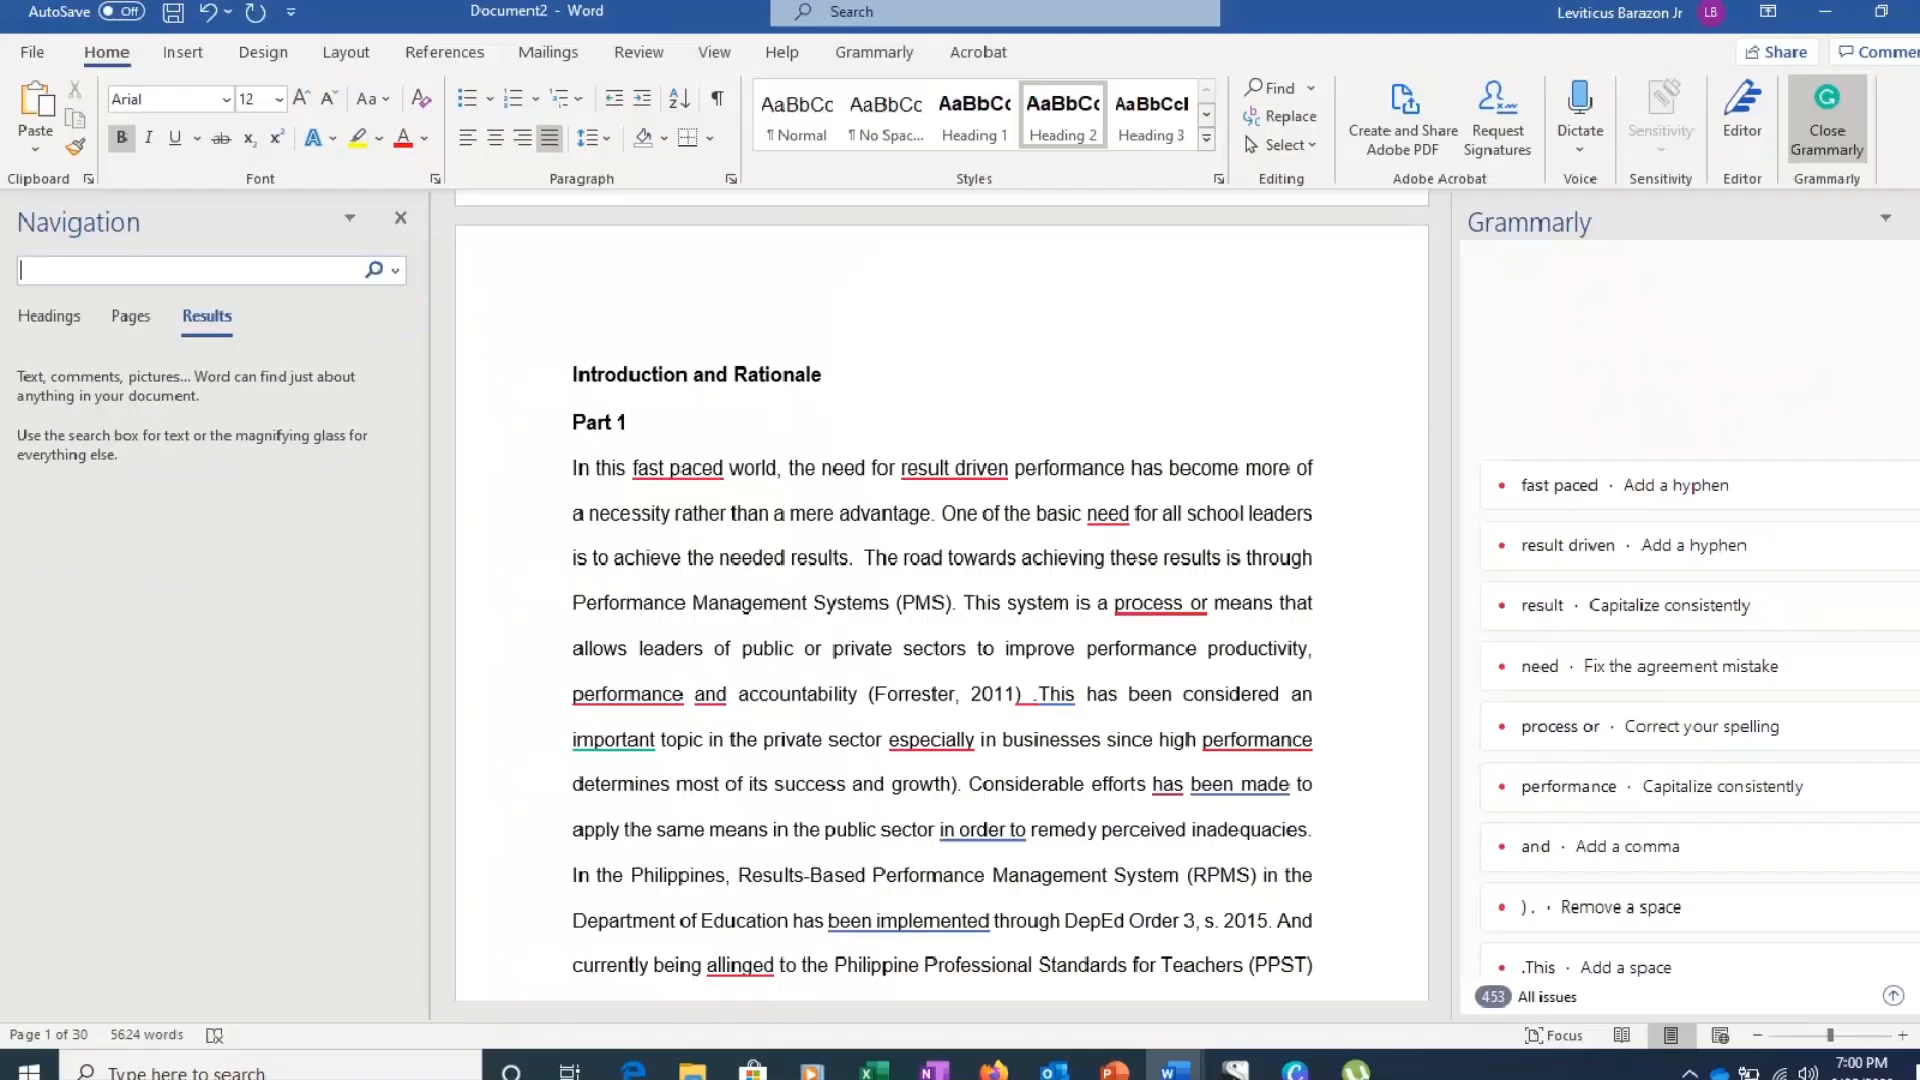 AutoSave Off Document2 - Word Search Leviticus Barazon Jr LB
File Home Insert Design Layout References Mailings Review View Help Grammarly Acrobat Share Commen
Paste
Clipboard
Arial 12
Font
Paragraph
AaBbCc AaBbCc AaBbCc AaBbCc AaBbCcI
¶ Normal ¶ No Spac... Heading 1 Heading 2 Heading 3
Styles
Find
Replace
Select
Editing
Create and Share Adobe PDF
Request Signatures
Adobe Acrobat
Dictate
Voice
Sensitivity
Sensitivity
Editor
Editor
Close Grammarly
Grammarly
Navigation
Headings Pages Results
Text, comments, pictures... Word can find just about
anything in your document.
Use the search box for text or the magnifying glass for
everything else.
Introduction and Rationale
Part 1
In this fast paced world, the need for result driven performance has become more of
a necessity rather than a mere advantage. One of the basic need for all school leaders
is to achieve the needed results. The road towards achieving these results is through
Performance Management Systems (PMS). This system is a process or means that
allows leaders of public or private sectors to improve performance productivity,
performance and accountability (Forrester, 2011) .This has been considered an
important topic in the private sector especially in businesses since high performance
determines most of its success and growth). Considerable efforts has been made to
apply the same means in the public sector in order to remedy perceived inadequacies.
In the Philippines, Results-Based Performance Management System (RPMS) in the
Department of Education has been implemented through DepEd Order 3, s. 2015. And
currently being allinged to the Philippine Professional Standards for Teachers (PPST)
Grammarly
fast paced · Add a hyphen
result driven · Add a hyphen
result · Capitalize consistently
need · Fix the agreement mistake
process or · Correct your spelling
performance · Capitalize consistently
and · Add a comma
) . · Remove a space
.This · Add a space
453 All issues
Page 1 of 30 5624 words Focus
Type here to search
7:00 PM